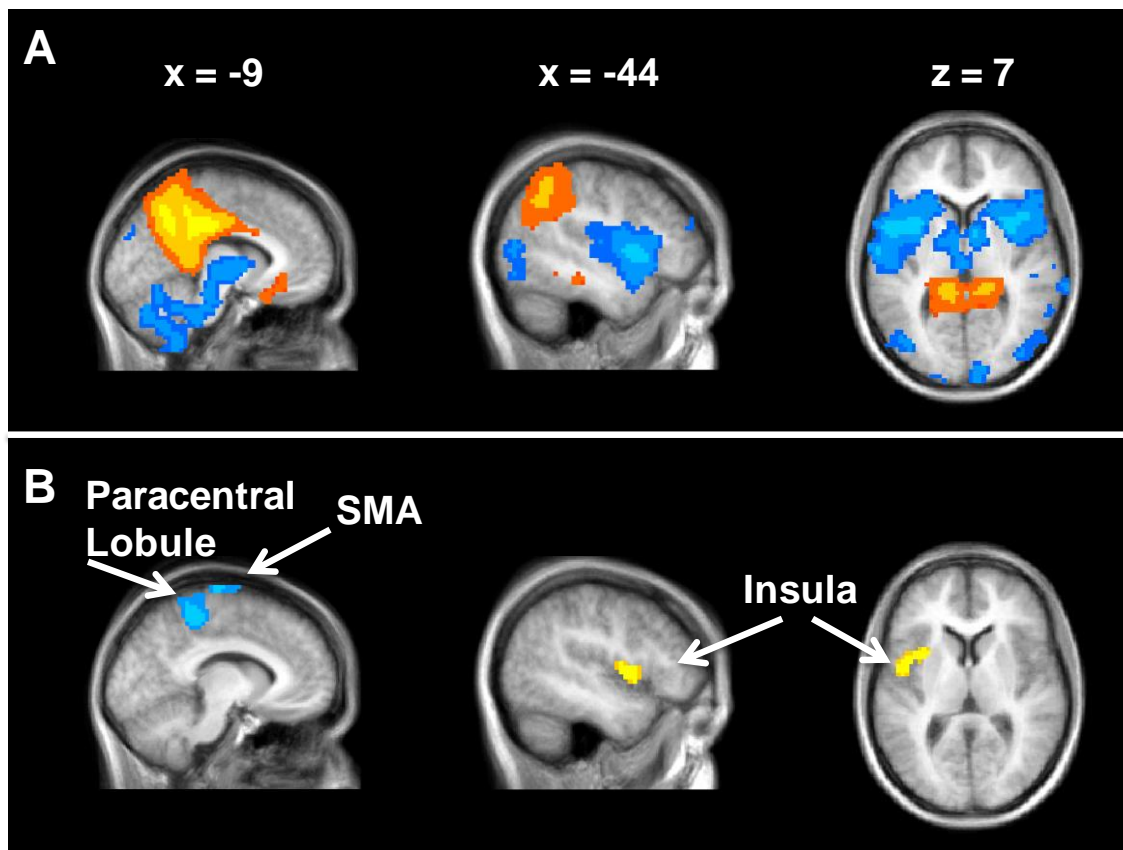 A
x = -9
x = -44
z = 7
B
Paracentral
Lobule
SMA
Insula